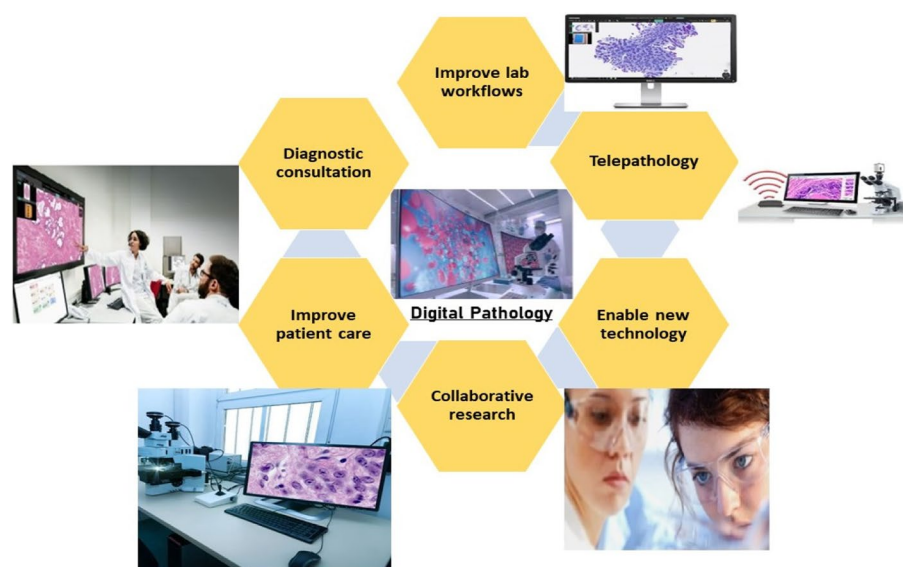 Improve lab
workflows
Diagnostic
consultation
Telepathology
Digital Pathology
Improve
patient care
Enable new
technology
Collaborative
research